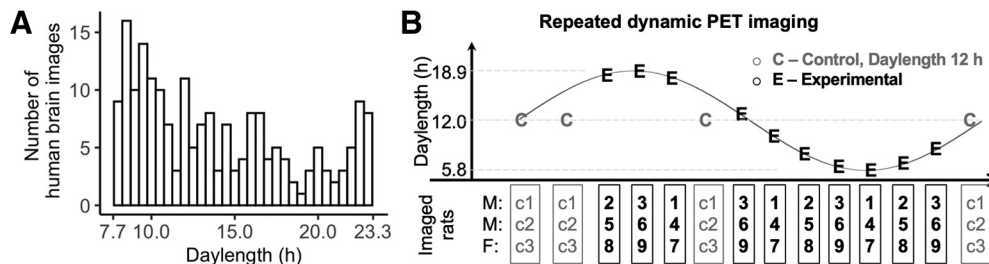 A
Number of
human brain images
15
10
5
0
7.7 10.0 15.0 20.0 23.3
Daylength (h)
B
Repeated dynamic PET imaging
Daylength (h)
18.9
12.0
5.8
C – Control, Daylength 12 h
E – Experimental
C C E E E C E E E E E E E C
Imaged
rats
M: c1 c1 2 3 1 c1 3 1 2 3 1 2 3 c1
M: c2 c2 5 6 4 c2 6 4 5 6 4 5 6 c2
F: c3 c3 8 9 7 c3 9 7 8 9 7 8 9 c3